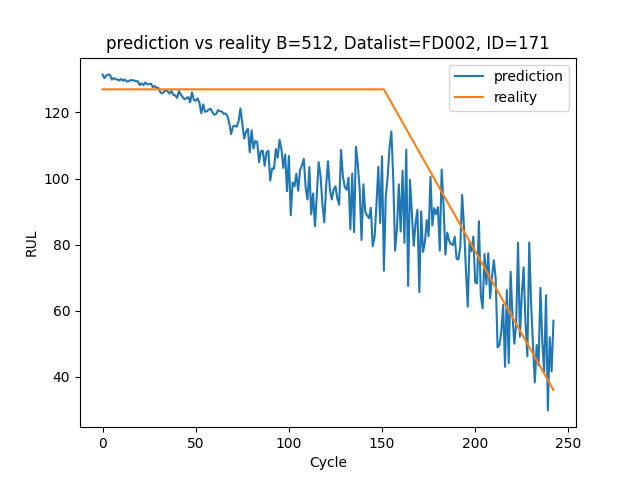 prediction vs reality B=512, Datalist=FD002, ID=171
prediction
reality
RUL
120
100
80
60
40
0
50
100
150
200
250
Cycle